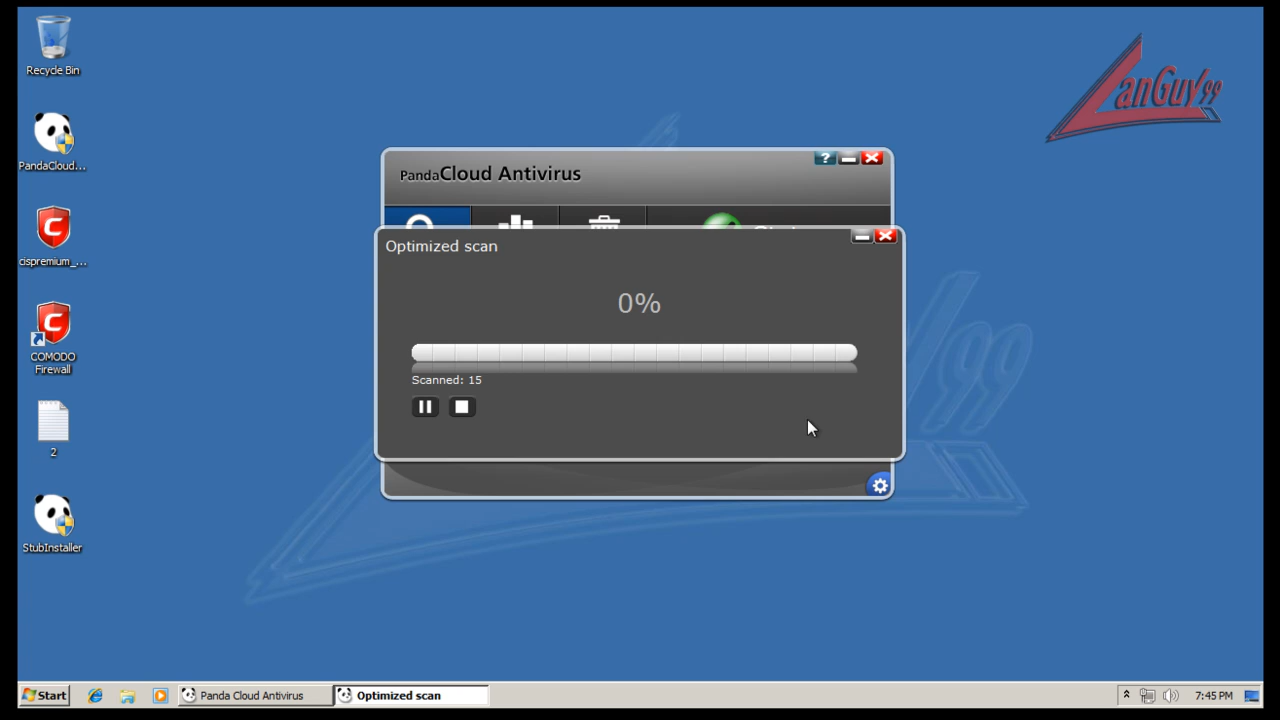 Recycle Bin
LanGuy99
PandaCloud...
PandaCloud Antivirus
?
cispremium_...
Optimized scan
0%
COMODO
Firewall
Scanned: 15
2
StubInstaller
Start
Panda Cloud Antivirus
Optimized scan
7:45 PM